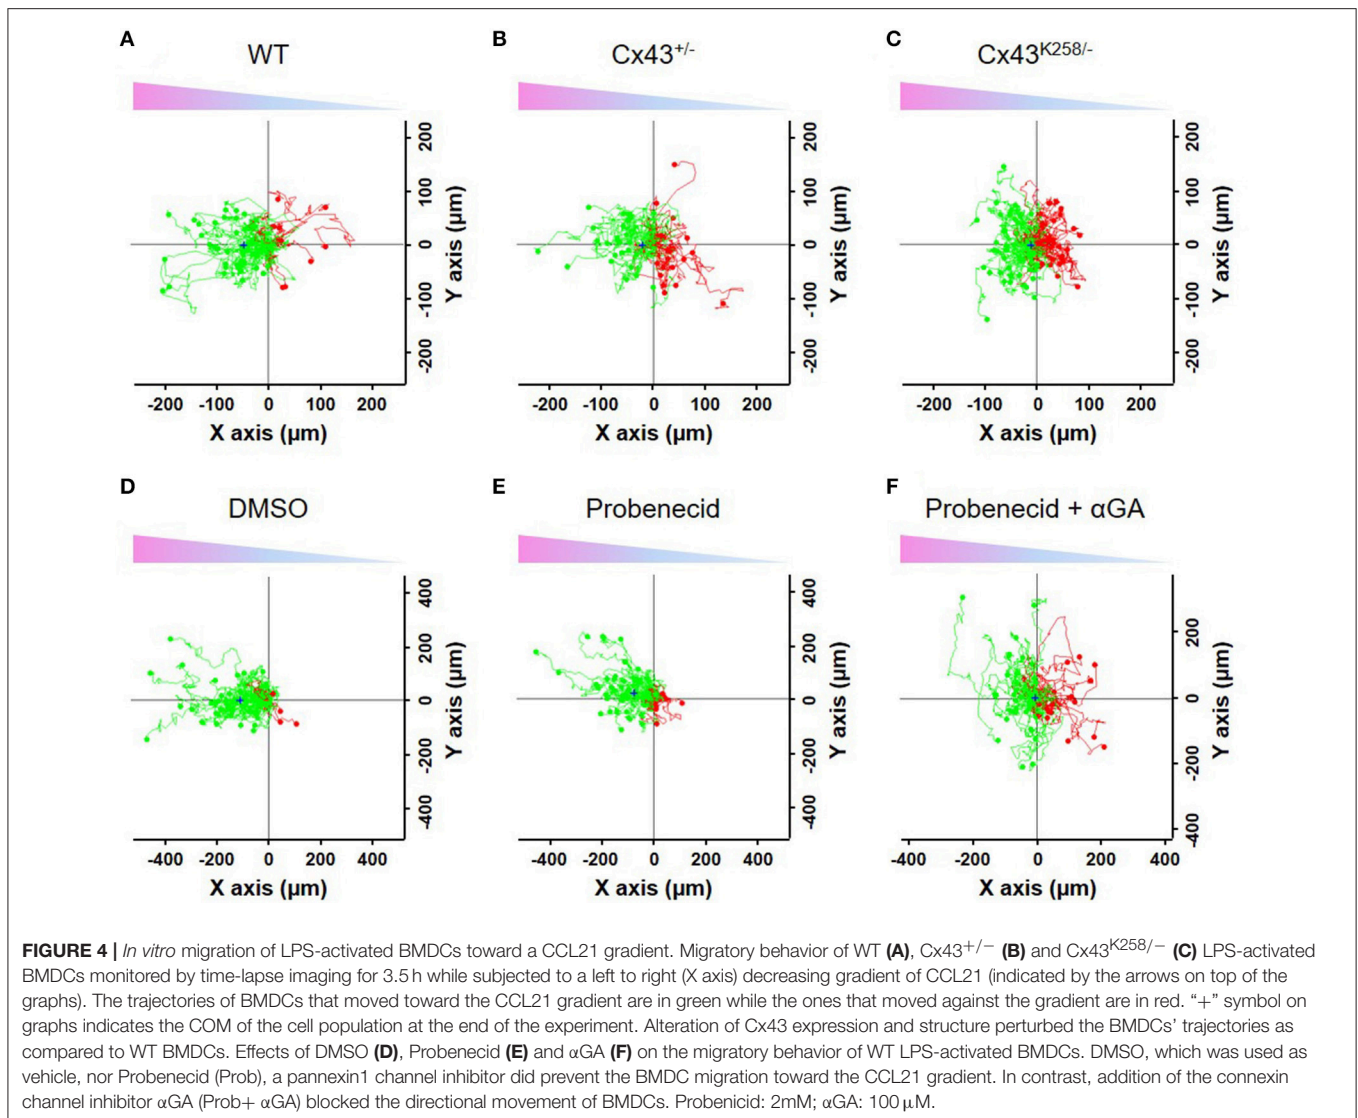 A
WT
B
Cx43+/-
C
Cx43K258/-
200
100
0
-100
-200
Y axis (µm)
200
100
0
-100
-200
Y axis (µm)
200
100
0
-100
-200
Y axis (µm)
-200 -100 0 100 200
X axis (µm)
-200 -100 0 100 200
X axis (µm)
-200 -100 0 100 200
X axis (µm)
D
DMSO
E
Probenecid
F
Probenecid + αGA
400
200
0
-200
-400
Y axis (µm)
400
200
0
-200
-400
Y axis (µm)
200
0
-200
-400
Y axis (µm)
-400 -200 0 200 400
X axis (µm)
-400 -200 0 200 400
X axis (µm)
-400 -200 0 200 400
X axis (µm)
FIGURE 4 | In vitro migration of LPS-activated BMDCs toward a CCL21 gradient. Migratory behavior of WT (A), Cx43+/− (B) and Cx43K258/− (C) LPS-activated
BMDCs monitored by time-lapse imaging for 3.5 h while subjected to a left to right (X axis) decreasing gradient of CCL21 (indicated by the arrows on top of the
graphs). The trajectories of BMDCs that moved toward the CCL21 gradient are in green while the ones that moved against the gradient are in red. “+” symbol on
graphs indicates the COM of the cell population at the end of the experiment. Alteration of Cx43 expression and structure perturbed the BMDCs’ trajectories as
compared to WT BMDCs. Effects of DMSO (D), Probenecid (E) and αGA (F) on the migratory behavior of WT LPS-activated BMDCs. DMSO, which was used as
vehicle, nor Probenecid (Prob), a pannexin1 channel inhibitor did prevent the BMDC migration toward the CCL21 gradient. In contrast, addition of the connexin
channel inhibitor αGA (Prob+ αGA) blocked the directional movement of BMDCs. Probenicid: 2mM; αGA: 100 µM.